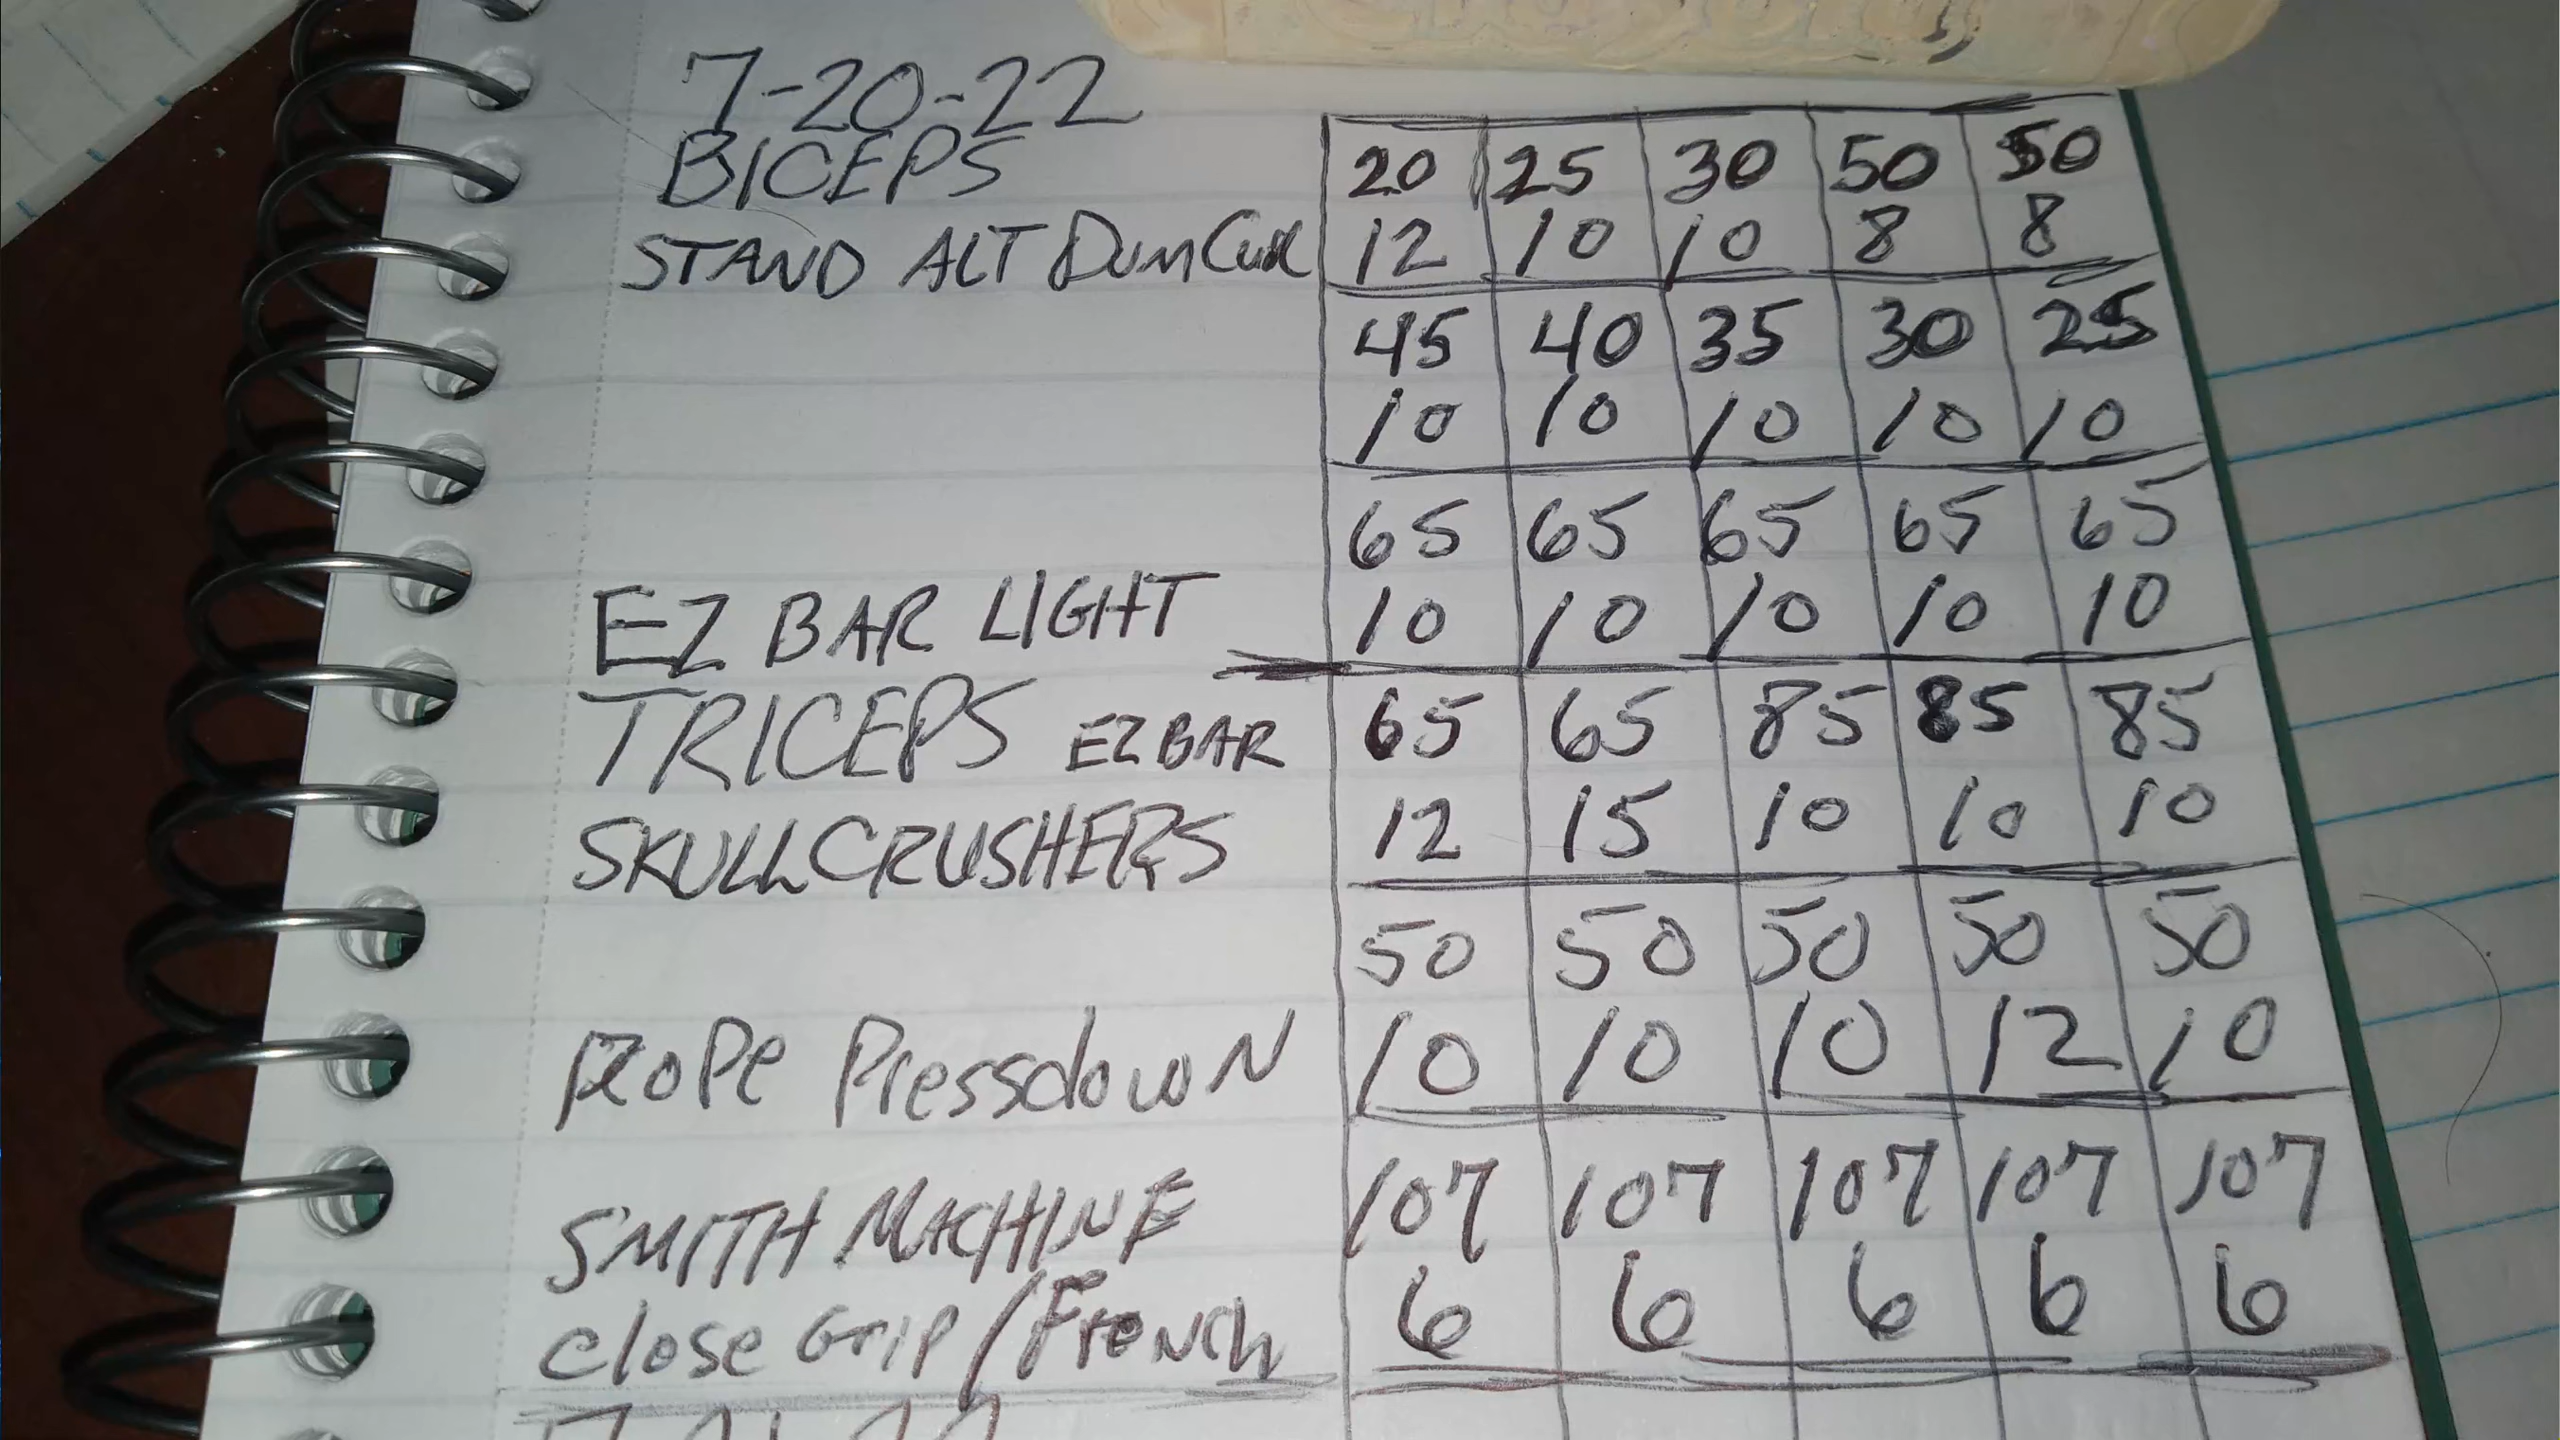 7-20-22
BICEPS 20 25 30 50 50
STAND ALT Dum Curl 12 10 10 8 8
45 40 35 30 25
10 10 10 10 10
65 65 65 65 65
EZ BAR LIGHT 10 10 10 10 10
TRICEPS EZ BAR 65 65 85 85 85
SKULLCRUSHERS 12 15 10 10 10
50 50 50 50 50
Rope Pressdown 10 10 10 12 10
SMITH MACHINE 107 107 107 107 107
Close Grip/French 6 6 6 6 6